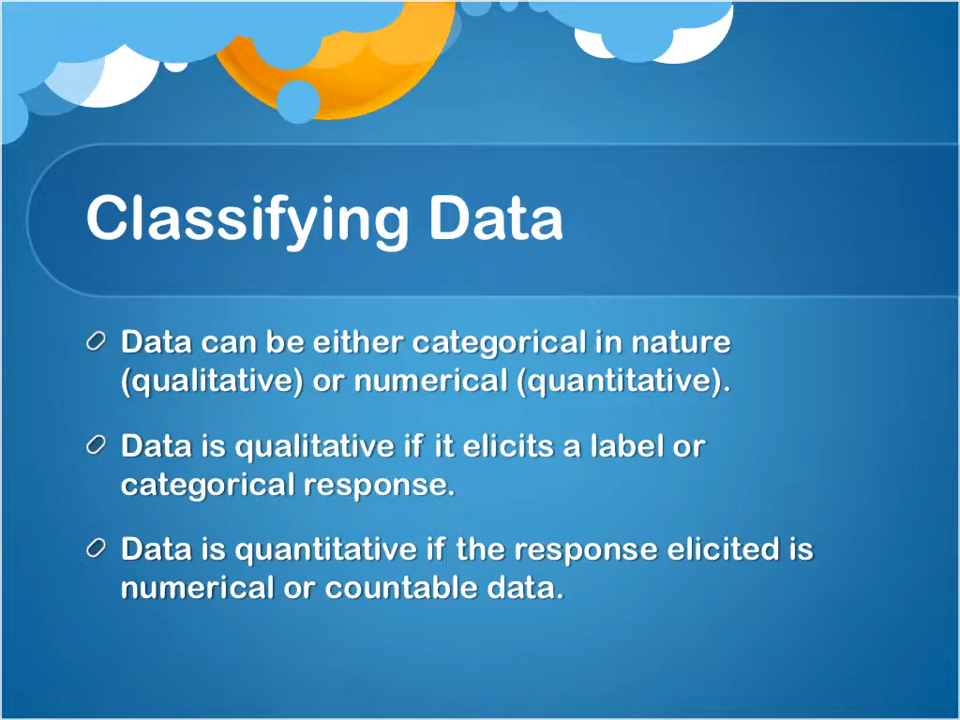 Classifying Data
Data can be either categorical in nature
(qualitative) or numerical (quantitative).
Data is qualitative if it elicits a label or
categorical response.
Data is quantitative if the response elicited is
numerical or countable data.